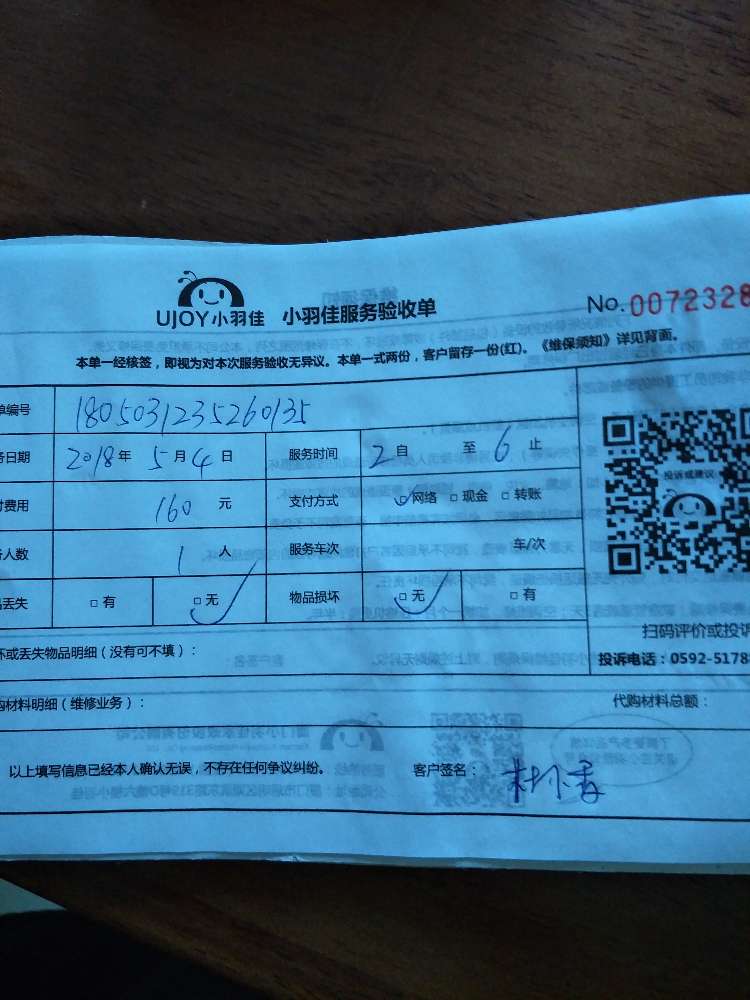 UJOY小羽佳 小羽佳服务验收单 No.0072328
本单一经核签，即视为对本次服务验收无异议。本单一式两份，客户留存一份(红)。《维保须知》详见背面。
单编号 1805031235260135
日期 2018年5月4日 服务时间 2自 至 6止
费用 160元 支付方式 □网络 □现金 □转账
人数 1人 服务车次 车/次
丢失 □有 □无 物品损坏 □无 □有
投诉或建议
扫码评价或投诉
投诉电话：0592-5178
坏或丢失物品明细（没有可不填）：
购材料明细（维修业务）： 代购材料总额：
以上填写信息已经本人确认无误，不存在任何争议纠纷。 客户签名：